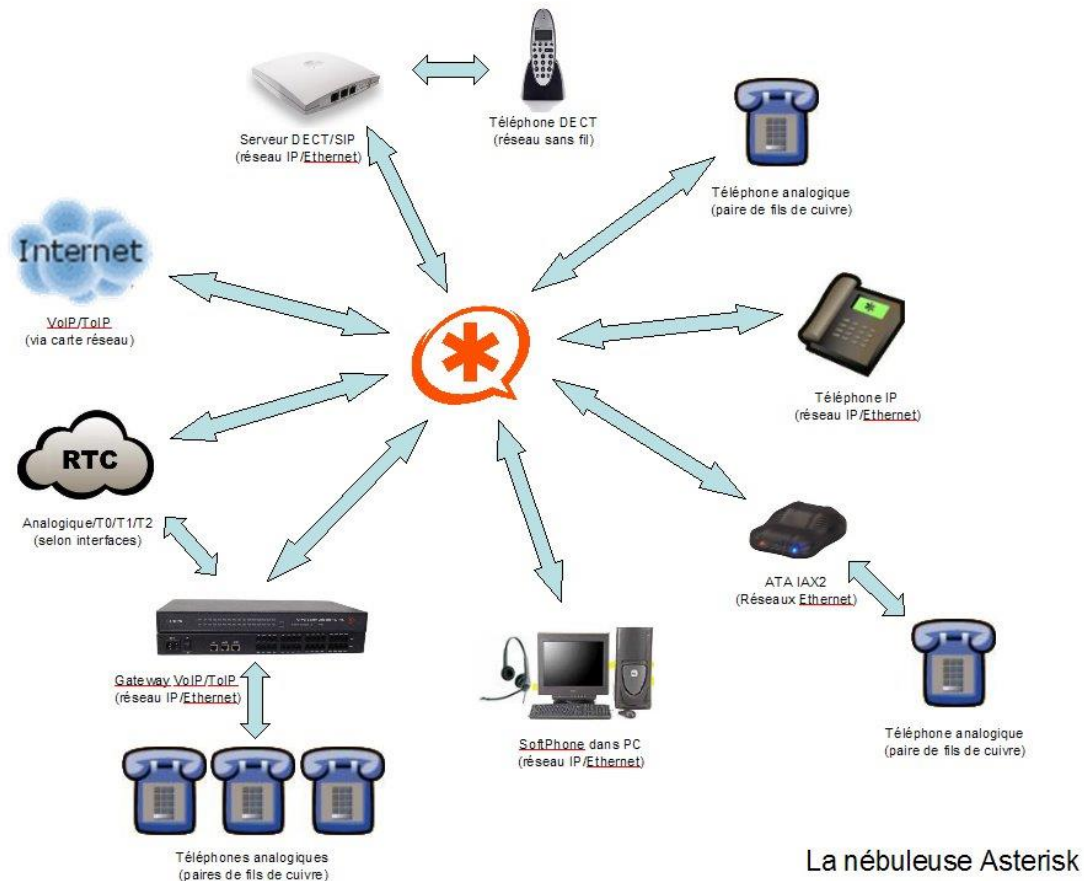 Serveur DECT/SIP
(réseau IP/Ethernet)
Téléphone DECT
(réseau sans fil)
Téléphone analogique
(paire de fils de cuivre)
Internet
VoIP/ToIP
(via carte réseau)
Téléphone IP
(réseau IP/Ethernet)
RTC
Analogique/T0/T1/T2
(selon interfaces)
ATA IAX2
(Réseaux Ethernet)
Gateway VoIP/ToIP
(réseau IP/Ethernet)
SoftPhone dans PC
(réseau IP/Ethernet)
Téléphone analogique
(paire de fils de cuivre)
Téléphones analogiques
(paires de fils de cuivre)
La nébuleuse Asterisk